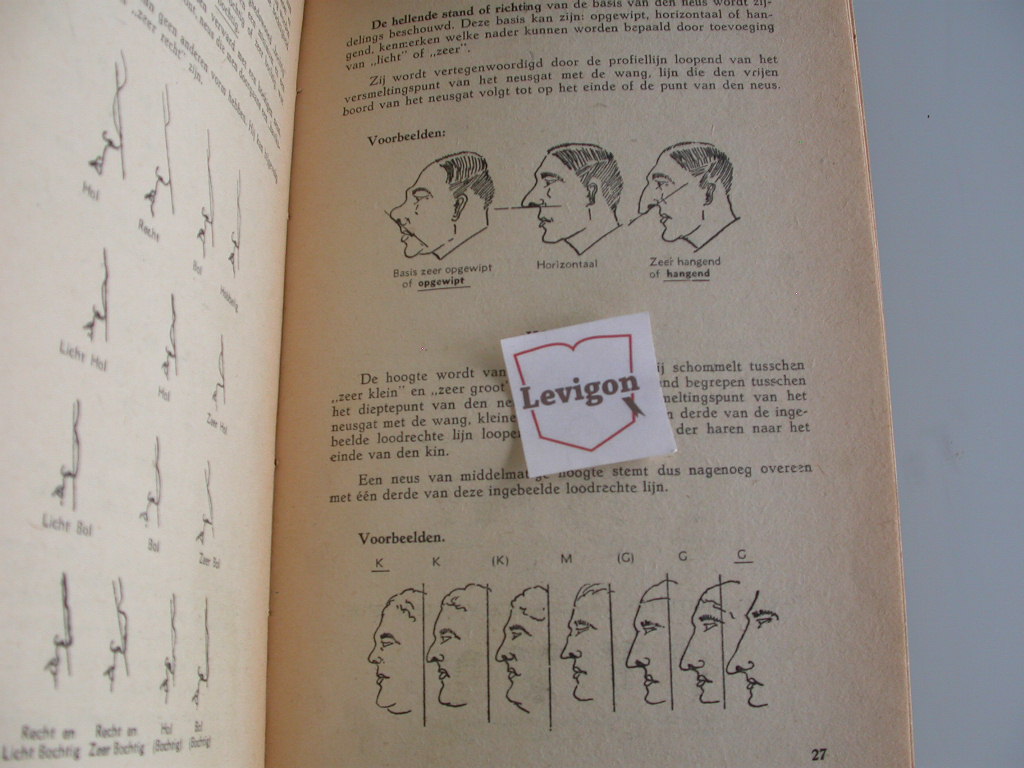 De hellende stand of richting van de basis van den neus wordt zij-
delings beschouwd. Deze basis kan zijn: opgewipt, horizontaal of han-
gend, kenmerken welke nader kunnen worden bepaald door toevoeging
van „licht" of „zeer".
Zij wordt vertegenwoordigd door de profiellijn loopend van het
versmeltingspunt van het neusgat met de wang, lijn die den vrijen
boord van het neusgat volgt tot op het einde of de punt van den neus.
Voorbeelden:
Basis zeer opgewipt
of opgewipt
Horizontaal
Zeer hangend
of hangend
De hoogte wordt van ij schommelt tusschen
„zeer klein" en „zeer groot" nd begrepen tusschen
het dieptepunt van den ne meltingspunt van het
neusgat met de wang, kleine n derde van de inge-
beelde loodrechte lijn loope der haren naar het
einde van den kin.
Levigon
Een neus van middelmatige hoogte stemt dus nagenoeg overeen
met één derde van deze ingebeelde loodrechte lijn.
Voorbeelden.
K K (K) M (G) G G
27
Hol
Recht
Bol
Licht Hol
Hol
Zeer Hol
Licht Bol
Bol
Zeer Bol
Recht en
Licht Bochtig
Recht en
Zeer Bochtig
Hol
(Bochtig)
Bol
(Bochtig)